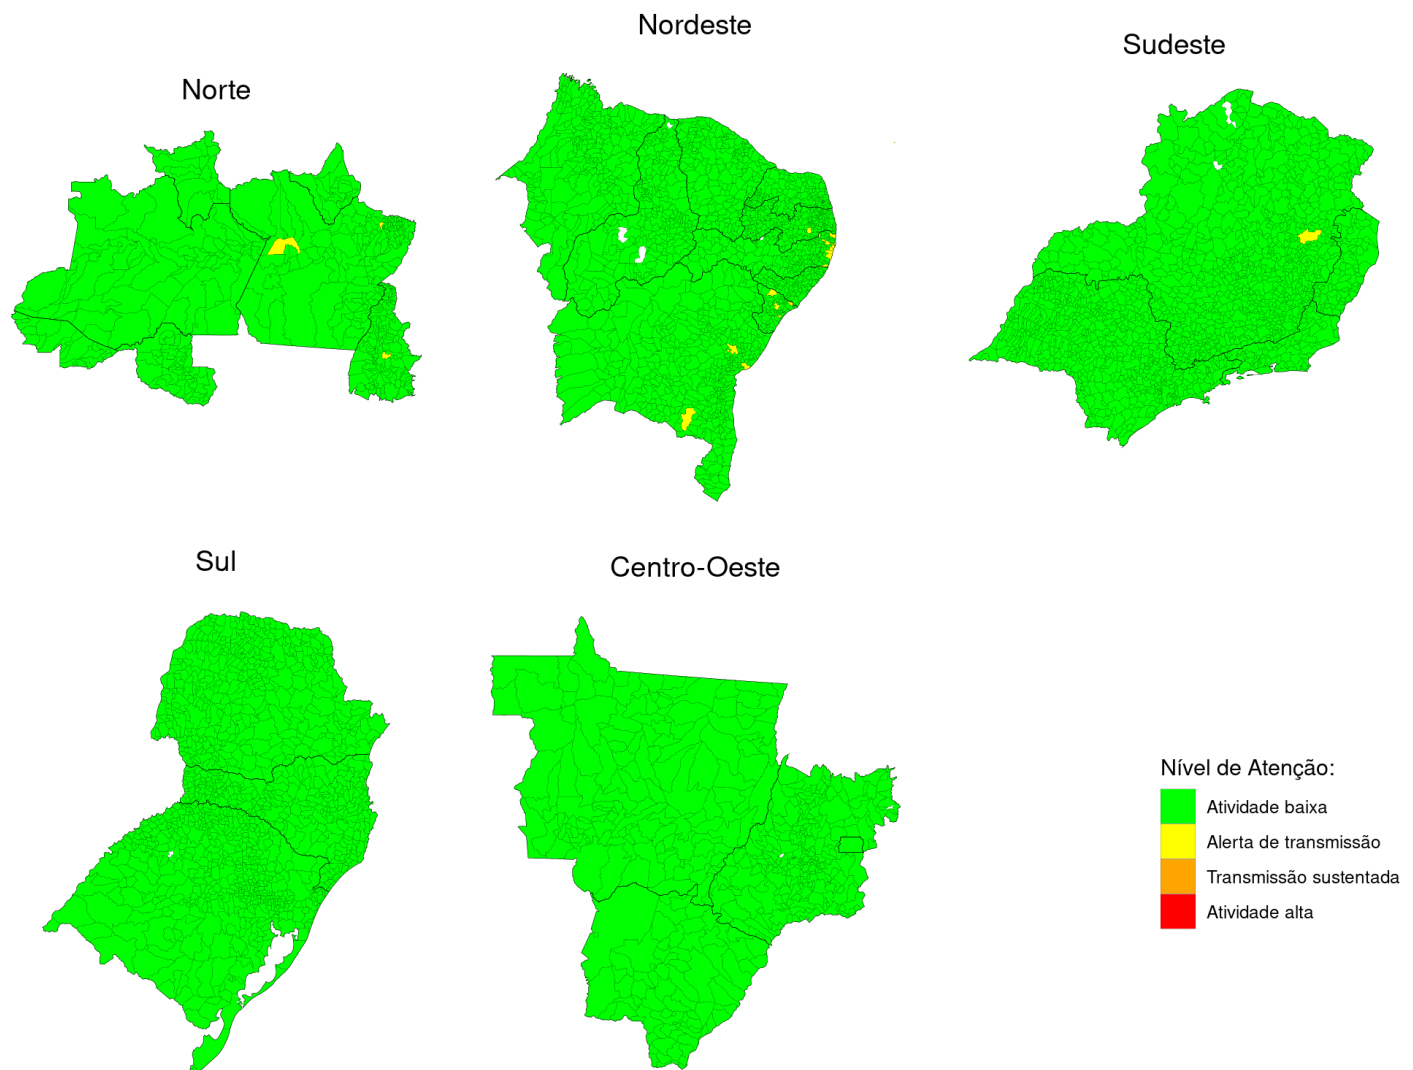 Norte
Nordeste
Sudeste
Sul
Centro-Oeste
Nível de Atenção:
Atividade baixa
Alerta de transmissão
Transmissão sustentada
Atividade alta